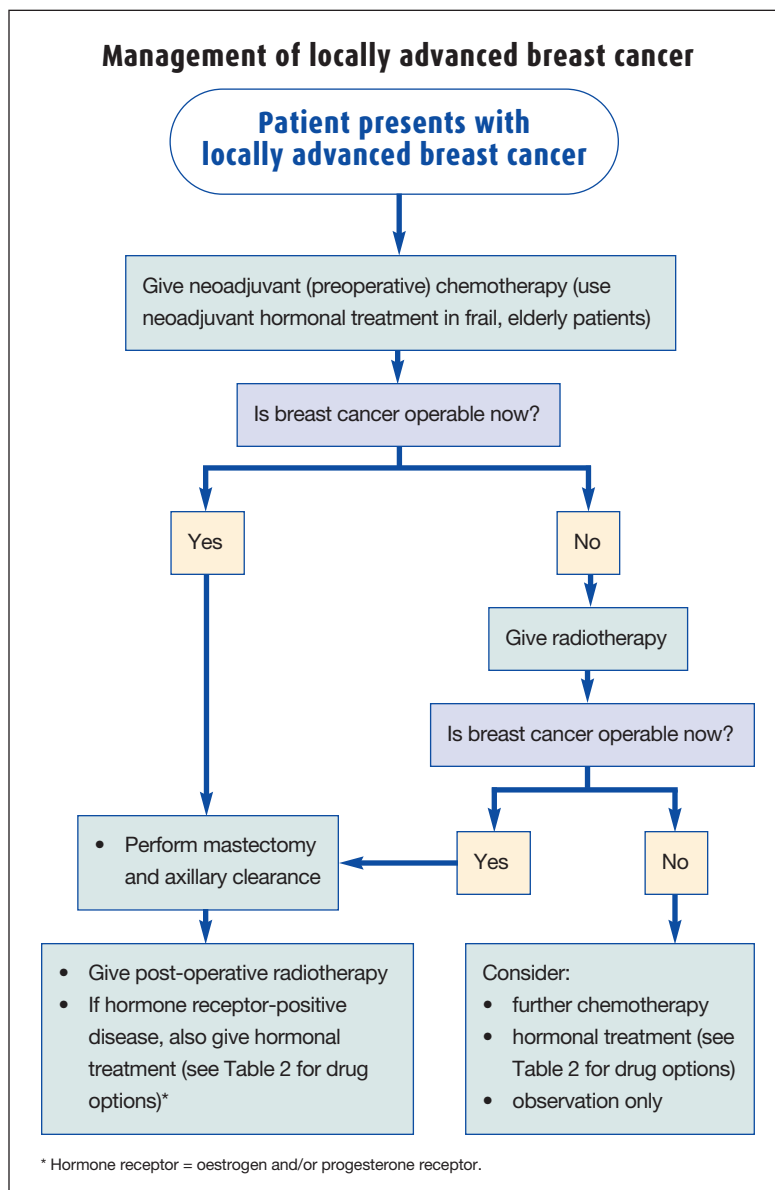 Management of locally advanced breast cancer
Patient presents with
locally advanced breast cancer
Give neoadjuvant (preoperative) chemotherapy (use
neoadjuvant hormonal treatment in frail, elderly patients)
Is breast cancer operable now?
Yes
No
Give radiotherapy
Is breast cancer operable now?
• Perform mastectomy
and axillary clearance
Yes
No
• Give post-operative radiotherapy
• If hormone receptor-positive
disease, also give hormonal
treatment (see Table 2 for drug
options)*
Consider:
• further chemotherapy
• hormonal treatment (see
Table 2 for drug options)
• observation only
* Hormone receptor = oestrogen and/or progesterone receptor.